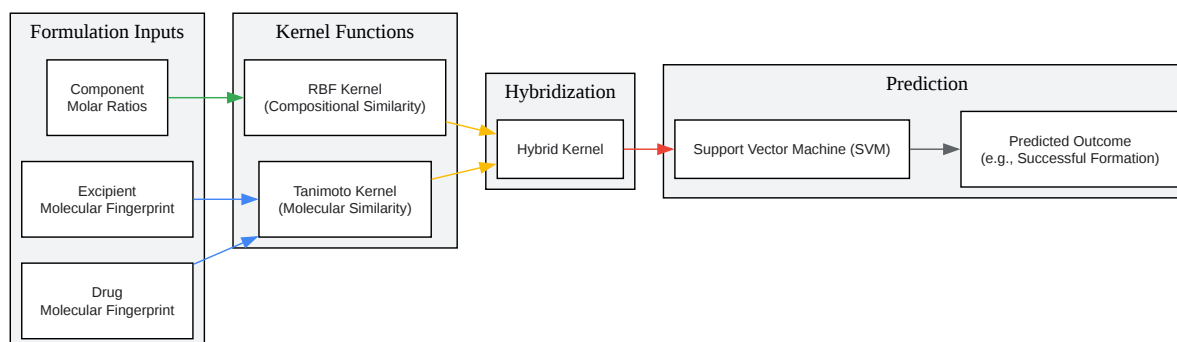 Formulation Inputs
Component
Molar Ratios
Excipient
Molecular Fingerprint
Drug
Molecular Fingerprint
Kernel Functions
RBF Kernel
(Compositional Similarity)
Tanimoto Kernel
(Molecular Similarity)
Hybridization
Hybrid Kernel
Prediction
Support Vector Machine (SVM)
Predicted Outcome
(e.g., Successful Formation)